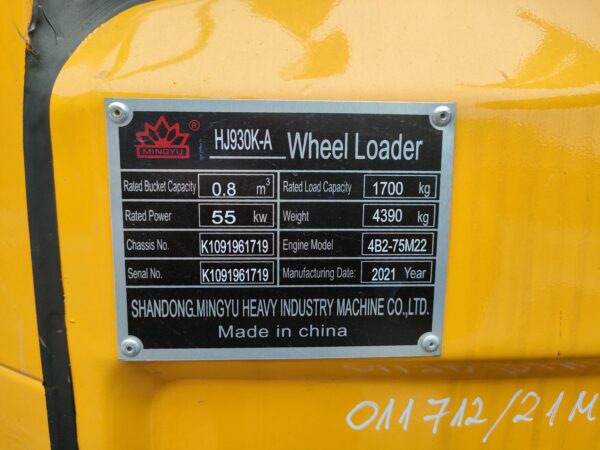 MINGYU ® HJ930K-A Wheel Loader
Rated Bucket Capacity 0.8 m³ Rated Load Capacity 1700 kg
Rated Power 55 kw Weight 4390 kg
Chassis No. K1091961719 Engine Model 4B2-75M22
Serial No. K1091961719 Manufacturing Date: 2021 Year
SHANDONG.MINGYU HEAVY INDUSTRY MACHINE CO.,LTD.
Made in china
011712/21M